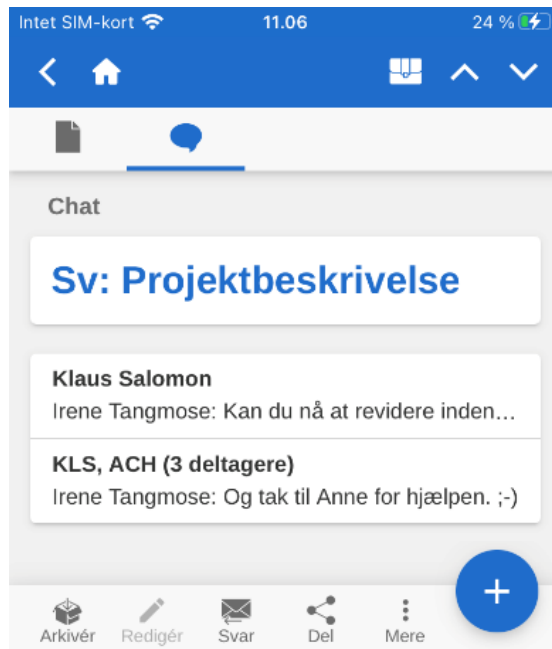 Intet SIM-kort 11.06 24 %
Chat
Sv: Projektbeskrivelse
Klaus Salomon
Irene Tangmose: Kan du nå at revidere inden…
KLS, ACH (3 deltagere)
Irene Tangmose: Og tak til Anne for hjælpen. ;-)
Arkivér Redigér Svar Del Mere